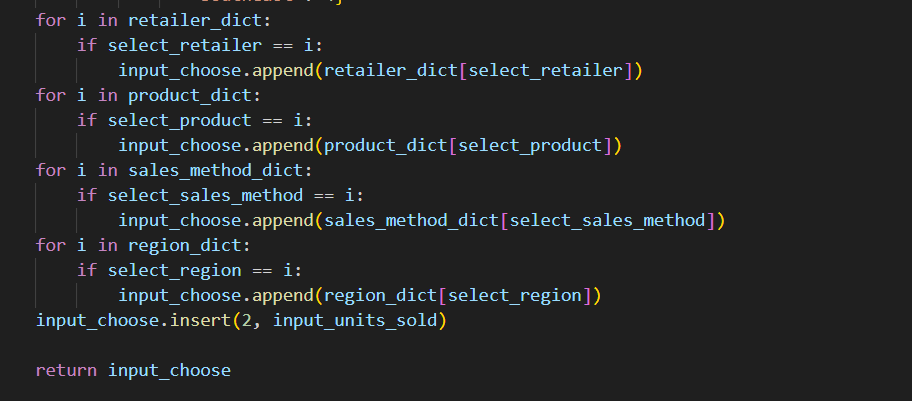 for i in retailer_dict:
    if select_retailer == i:
        input_choose.append(retailer_dict[select_retailer])
for i in product_dict:
    if select_product == i:
        input_choose.append(product_dict[select_product])
for i in sales_method_dict:
    if select_sales_method == i:
        input_choose.append(sales_method_dict[select_sales_method])
for i in region_dict:
    if select_region == i:
        input_choose.append(region_dict[select_region])
input_choose.insert(2, input_units_sold)

return input_choose